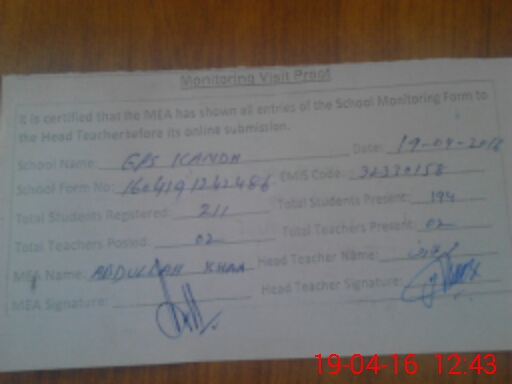 Monitoring Visit Proof
It is certified that the MEA has shown all entries of the School Monitoring Form to
the Head Teacher before its online submission.
School Name: GPS KANDA Date: 19-04-2016
School Form No: 1604191242486 EMIS Code: 32330158
Total Students Registered: 211 Total Students Present: 194
Total Teachers Posted: 02 Total Teachers Present: 02
MEA Name: ABDULLAH KHAN Head Teacher Name:
MEA Signature: Head Teacher Signature:
19-04-16 12:43